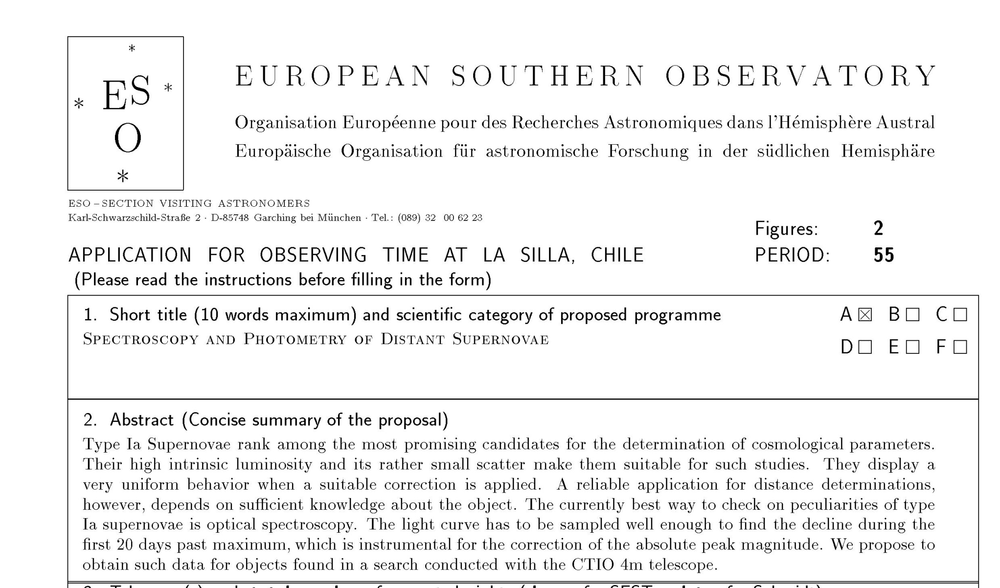 *
ES
*
*
O
*
EUROPEAN SOUTHERN OBSERVATORY
Organisation Européenne pour des Recherches Astronomiques dans l'Hémisphère Austral
Europäische Organisation für astronomische Forschung in der südlichen Hemisphäre
ESO – SECTION VISITING ASTRONOMERS
Karl-Schwarzschild-Straße 2 · D-85748 Garching bei München · Tel.: (089) 32 00 62 23
Figures: 2
APPLICATION FOR OBSERVING TIME AT LA SILLA, CHILE PERIOD: 55
(Please read the instructions before filling in the form)
1. Short title (10 words maximum) and scientific category of proposed programme A ☒ B ☐ C ☐
SPECTROSCOPY AND PHOTOMETRY OF DISTANT SUPERNOVAE D ☐ E ☐ F ☐
2. Abstract (Concise summary of the proposal)
Type Ia Supernovae rank among the most promising candidates for the determination of cosmological parameters.
Their high intrinsic luminosity and its rather small scatter make them suitable for such studies. They display a
very uniform behavior when a suitable correction is applied. A reliable application for distance determinations,
however, depends on sufficient knowledge about the object. The currently best way to check on peculiarities of type
Ia supernovae is optical spectroscopy. The light curve has to be sampled well enough to find the decline during the
first 20 days past maximum, which is instrumental for the correction of the absolute peak magnitude. We propose to
obtain such data for objects found in a search conducted with the CTIO 4m telescope.